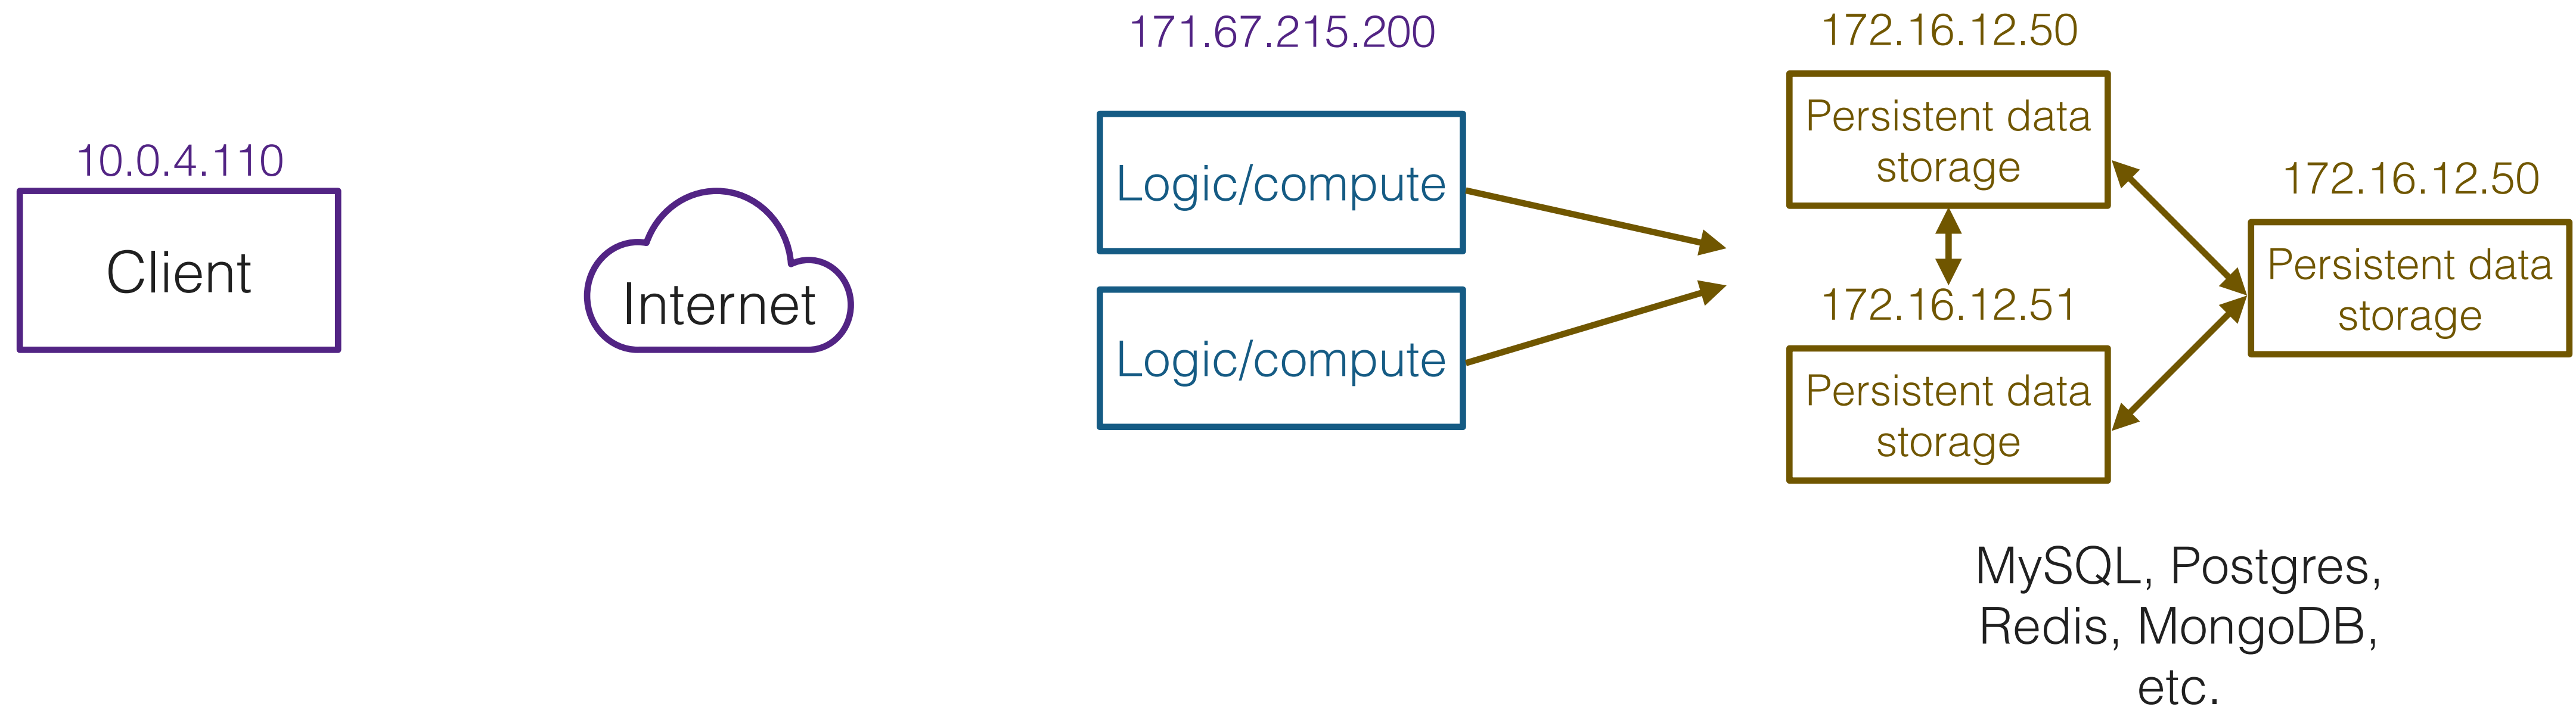 10.0.4.110
Client
Internet
171.67.215.200
Logic/compute
Logic/compute
172.16.12.50
Persistent data
storage
172.16.12.51
Persistent data
storage
172.16.12.50
Persistent data
storage
MySQL, Postgres,
Redis, MongoDB,
etc.